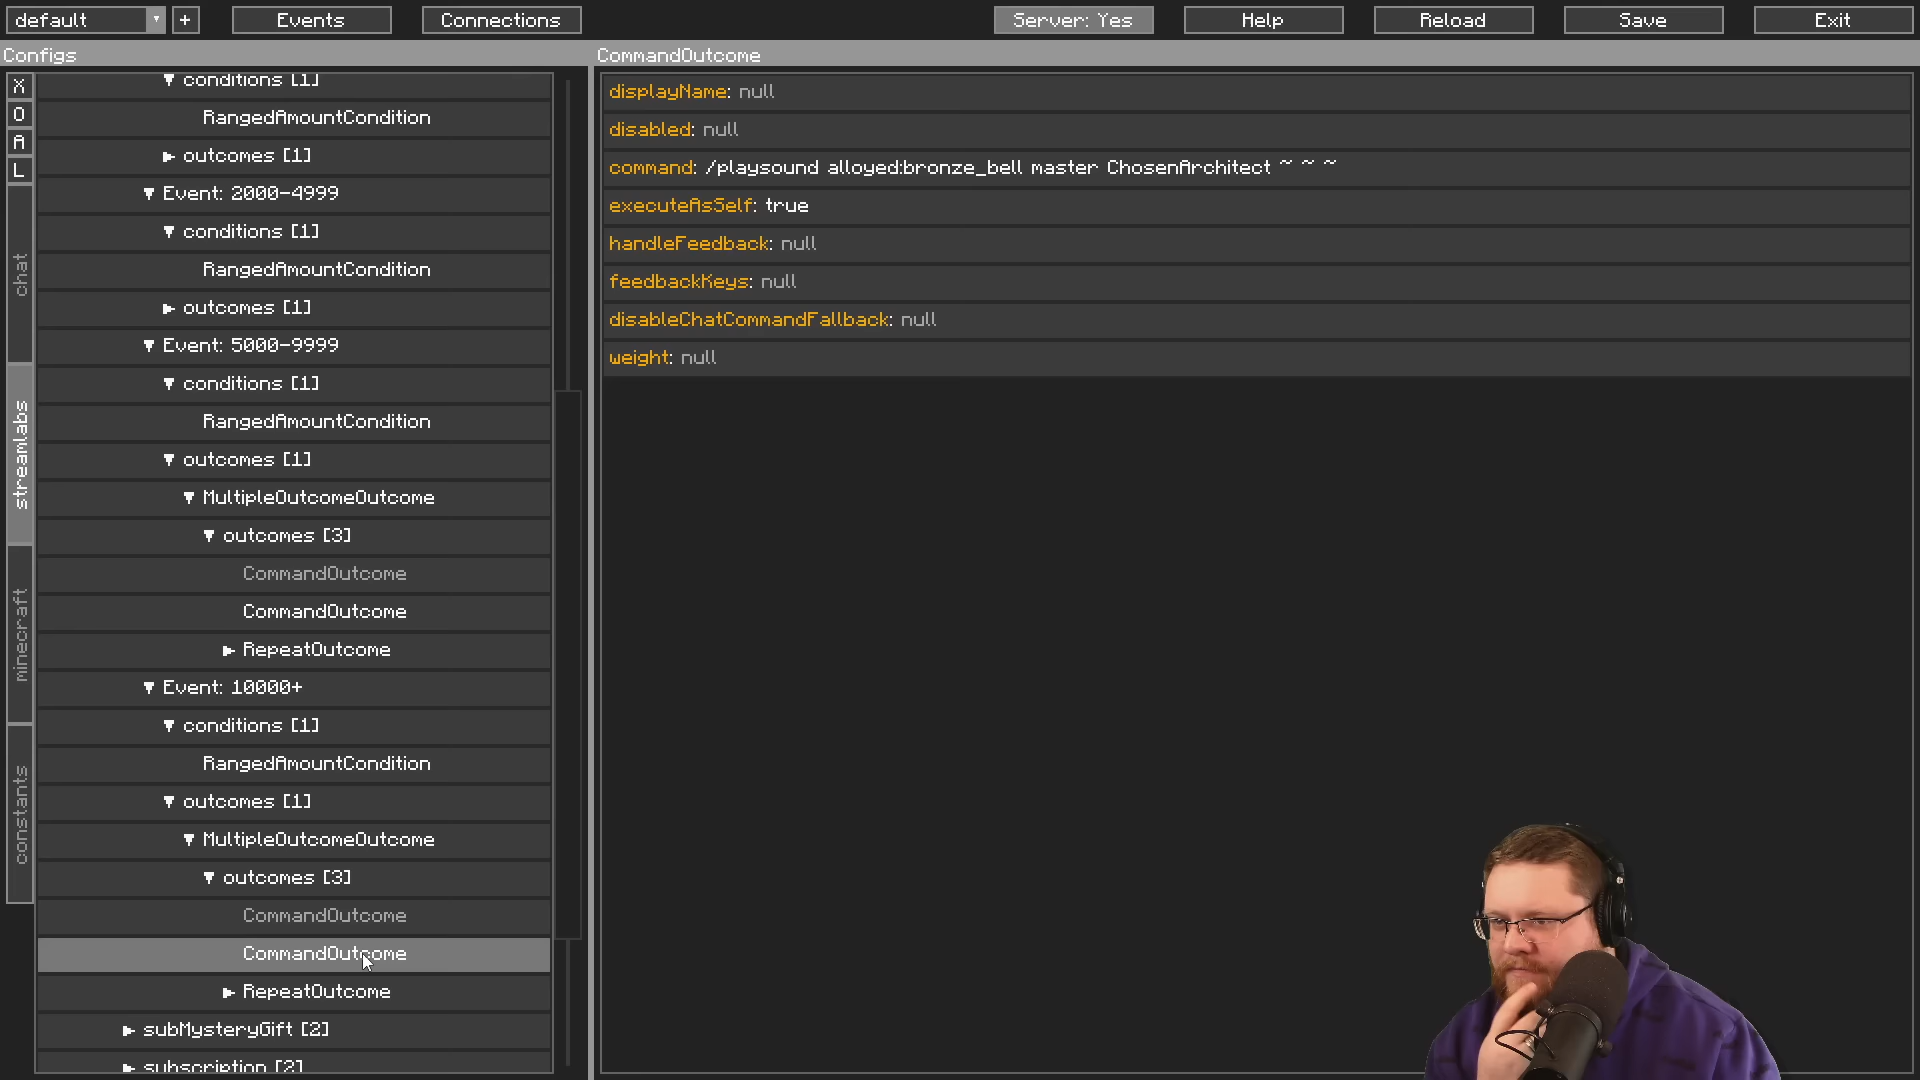 default ▼ + Events Connections Server: Yes Help Reload Save Exit
Configs
X
O
A
L
chat
streamlabs
minecraft
constants
▼ conditions [1]
RangedAmountCondition
► outcomes [1]
▼ Event: 2000-4999
▼ conditions [1]
RangedAmountCondition
► outcomes [1]
▼ Event: 5000-9999
▼ conditions [1]
RangedAmountCondition
▼ outcomes [1]
▼ MultipleOutcomeOutcome
▼ outcomes [3]
CommandOutcome
CommandOutcome
► RepeatOutcome
▼ Event: 10000+
▼ conditions [1]
RangedAmountCondition
▼ outcomes [1]
▼ MultipleOutcomeOutcome
▼ outcomes [3]
CommandOutcome
CommandOutcome
► RepeatOutcome
► subMysteryGift [2]
► subscription [2]
CommandOutcome
displayName: null
disabled: null
command: /playsound alloyed:bronze_bell master ChosenArchitect ~ ~ ~
executeAsSelf: true
handleFeedback: null
feedbackKeys: null
disableChatCommandFallback: null
weight: null